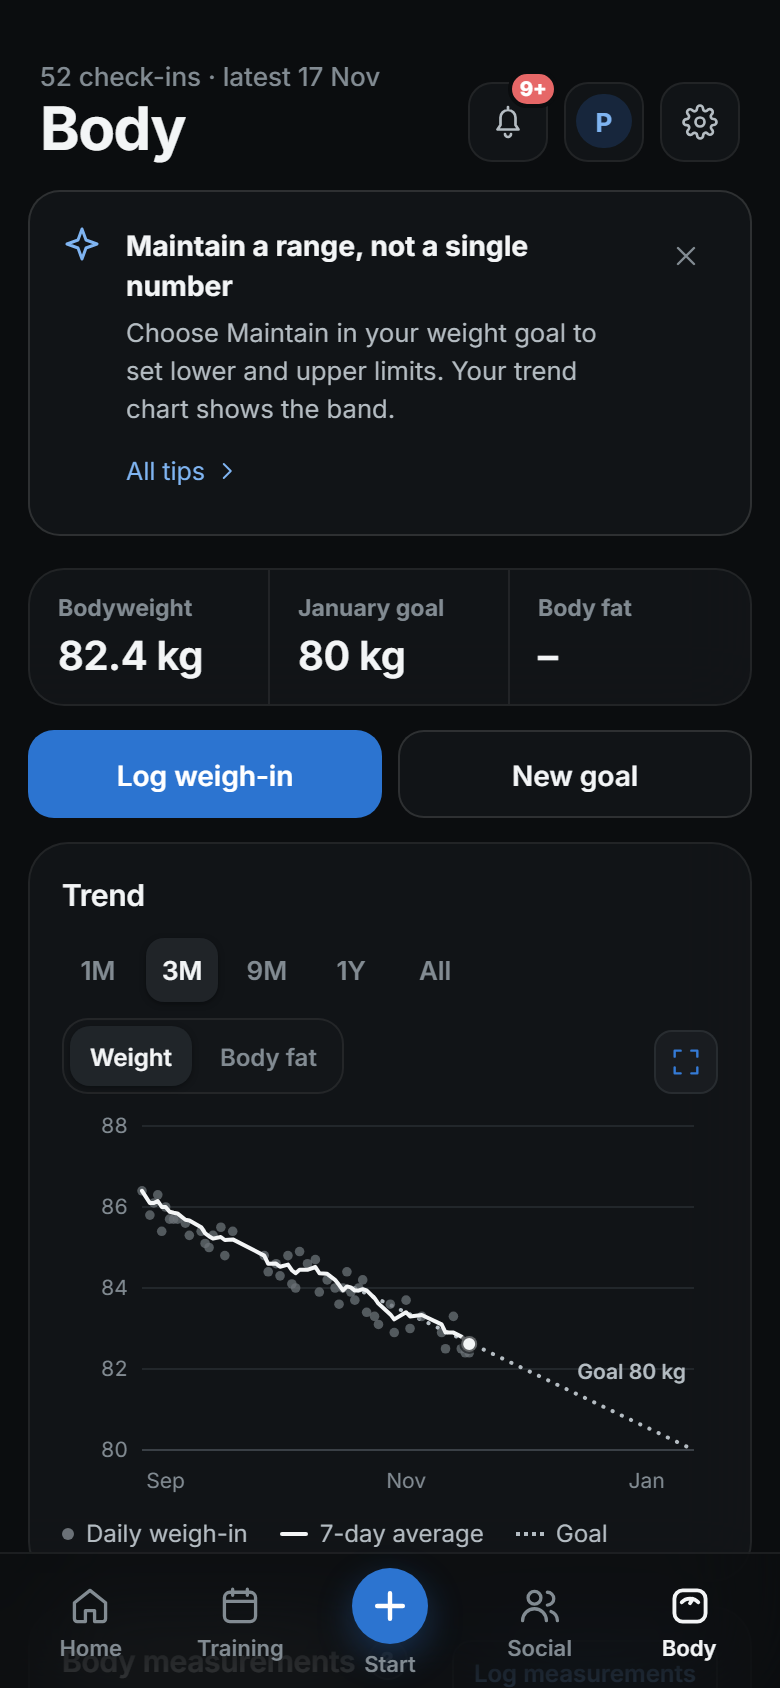 52 check-ins · latest 17 Nov
Body
9+
P
Maintain a range, not a single
number
Choose Maintain in your weight goal to
set lower and upper limits. Your trend
chart shows the band.
All tips
Bodyweight
82.4 kg
January goal
80 kg
Body fat
–
Log weigh-in
New goal
Trend
1M
3M
9M
1Y
All
Weight
Body fat
88
86
84
82
80
Goal 80 kg
Sep
Nov
Jan
Daily weigh-in
7-day average
Goal
Home
Training
Start
Social
Body
Body measurements
Log measurements